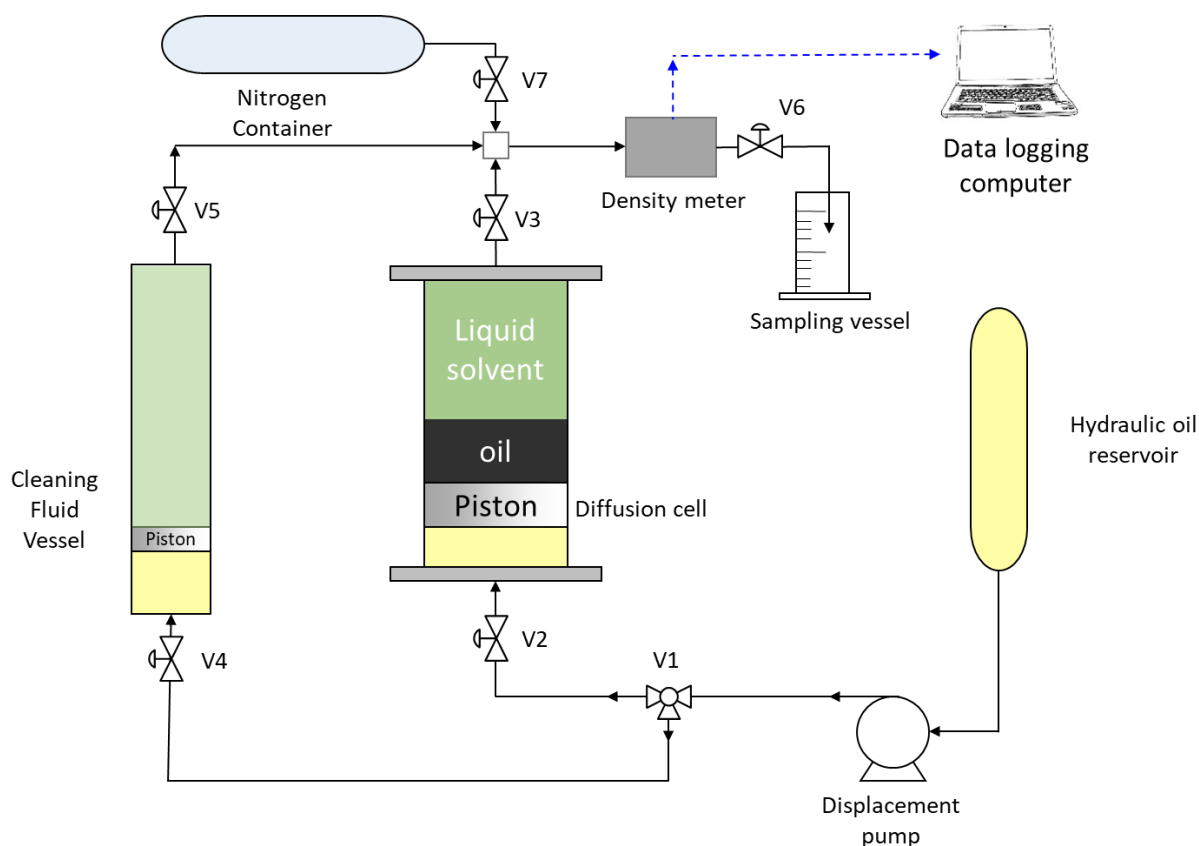 V7
Nitrogen
Container
V6
Data logging
computer
V5
V3
Density meter
Liquid
solvent
Sampling vessel
Hydraulic oil
reservoir
oil
Cleaning
Fluid
Vessel
Piston
Piston
Diffusion cell
V4
V2
V1
Displacement
pump